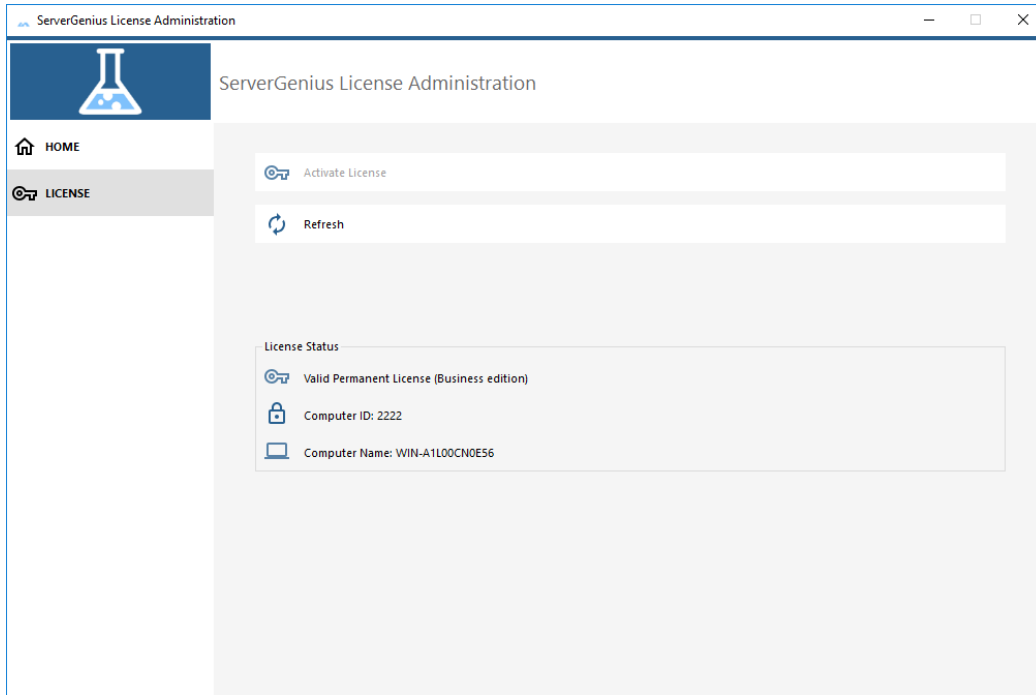 ServerGenius License Administration
ServerGenius License Administration
HOME
LICENSE
Activate License
Refresh
License Status
Valid Permanent License (Business edition)
Computer ID: 2222
Computer Name: WIN-A1L00CN0E56